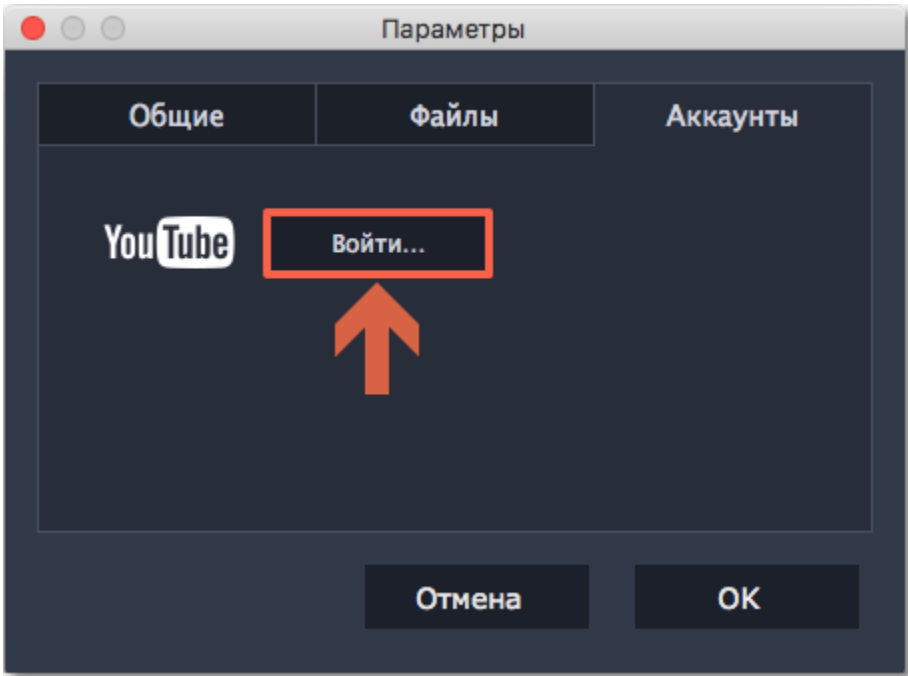 Параметры
Общие Файлы Аккаунты
YouTube Войти...
Отмена OK